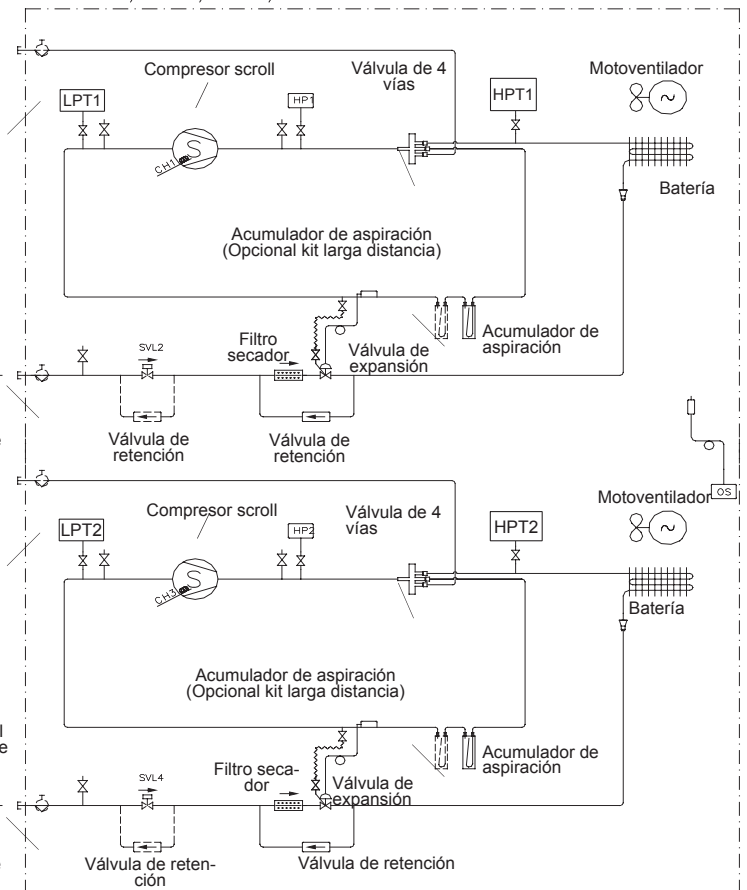 Compresor scroll
Válvula de 4
vías
Motoventilador
LPT1
HP1
HPT1
S
CH1
Batería
Acumulador de aspiración
(Opcional kit larga distancia)
Filtro
secador
Válvula de
expansión
Acumulador de
aspiración
SVL2
Válvula de
retención
Válvula de
retención
OS
Compresor scroll
Válvula de 4
vías
Motoventilador
LPT2
HP2
HPT2
S
CH3
Batería
Acumulador de aspiración
(Opcional kit larga distancia)
Filtro seca-
dor
Válvula de
expansión
Acumulador de
aspiración
SVL4
Válvula de reten-
ción
Válvula de retención